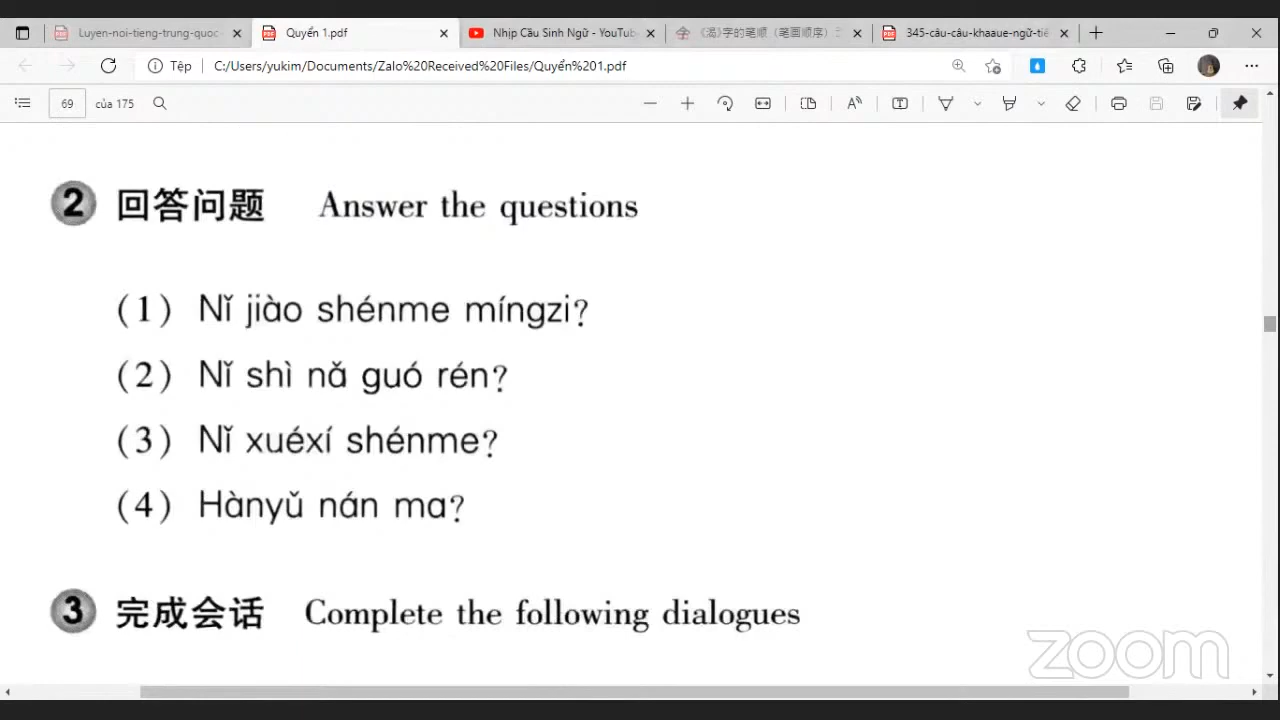 Luyen-noi-tieng-trung-quoc
Quyển 1.pdf
Nhịp Cầu Sinh Ngữ - YouTub
345-câu-câu-khaaue-ngữ-tiế
Tệp
C:/Users/yukim/Documents/Zalo%20Received%20Files/Quyển%201.pdf
69
của 175
2 回答问题 Answer the questions
(1) Nǐ jiào shénme míngzi?
(2) Nǐ shì nǎ guó rén?
(3) Nǐ xuéxí shénme?
(4) Hànyǔ nán ma?
3 完成会话 Complete the following dialogues
zoom